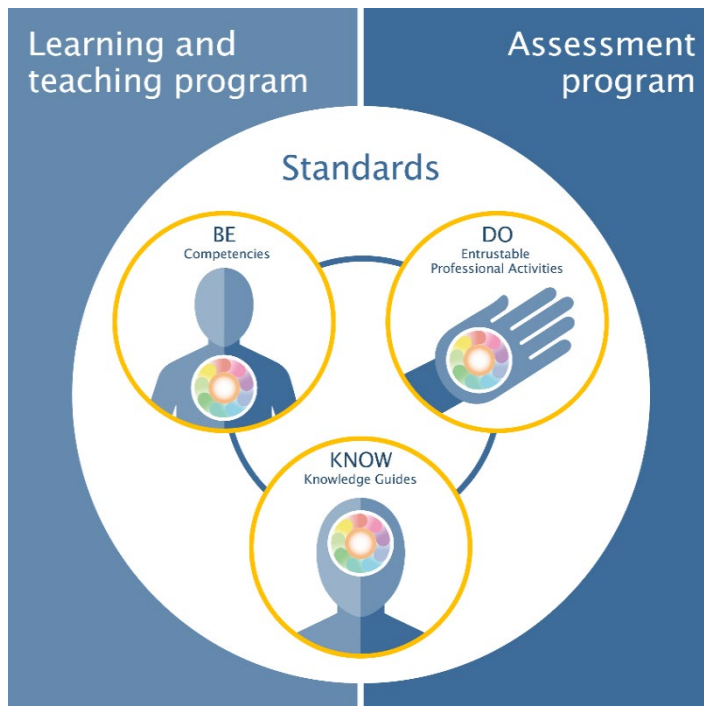 Learning and
teaching program
Assessment
program
Standards
BE
Competencies
DO
Entrustable
Professional Activities
KNOW
Knowledge Guides